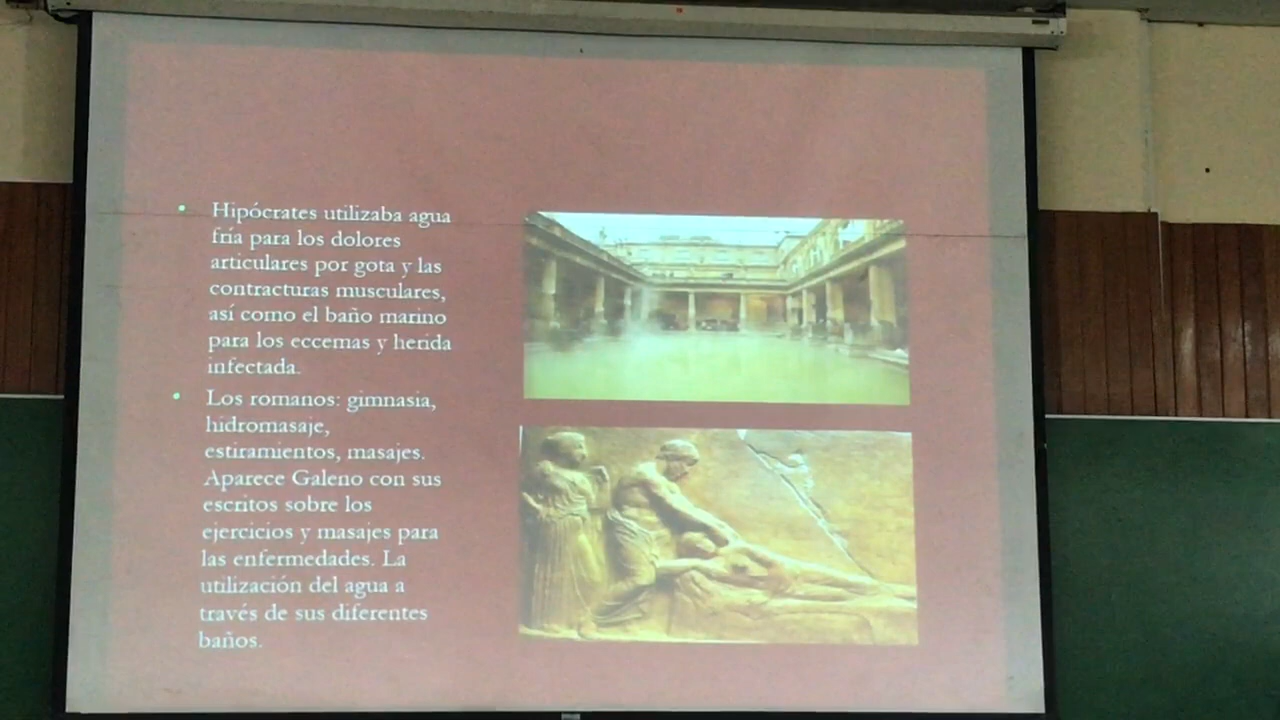 Hipócrates utilizaba agua
fría para los dolores
articulares por gota y las
contracturas musculares,
así como el baño marino
para los eccemas y herida
infectada.
Los romanos: gimnasia,
hidromasaje,
estiramientos, masajes.
Aparece Galeno con sus
escritos sobre los
ejercicios y masajes para
las enfermedades. La
utilización del agua a
través de sus diferentes
baños.